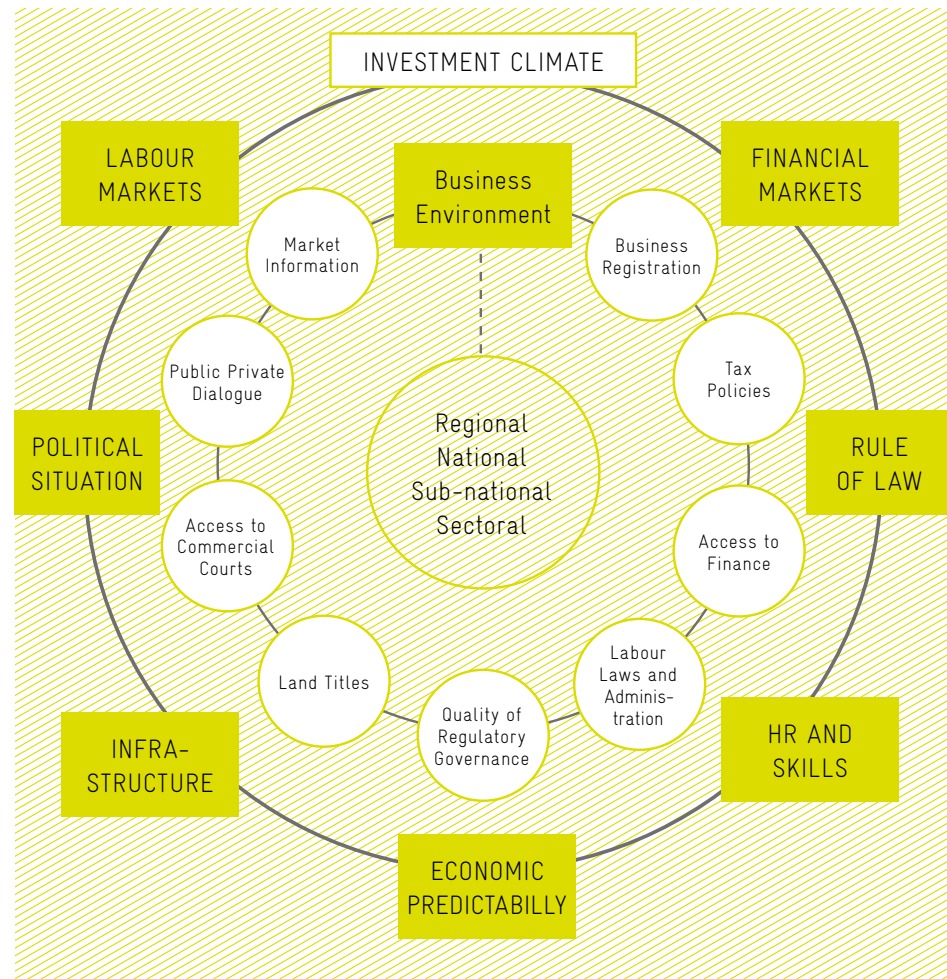 INVESTMENT CLIMATE
LABOUR
MARKETS
FINANCIAL
MARKETS
Business
Environment
Market
Information
Business
Registration
Public Private
Dialogue
Tax
Policies
Regional
National
Sub-national
Sectoral
POLITICAL
SITUATION
RULE
OF LAW
Access to
Commercial
Courts
Access to
Finance
Land Titles
Labour
Laws and
Adminis-
tration
Quality of
Regulatory
Governance
INFRA-
STRUCTURE
HR AND
SKILLS
ECONOMIC
PREDICTABILLY